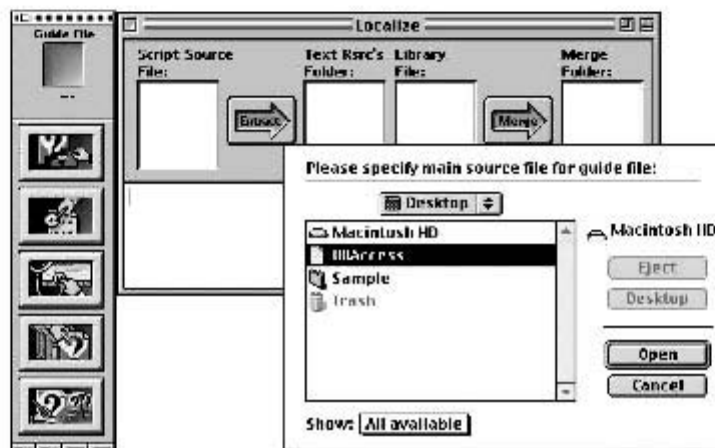 Guide File
Localize
Script Source
File:
Text Rsrc's
Folder:
Library
File:
Merge
Folder:
Extract
Merge
Please specify main source file for guide file:
Desktop
Macintosh HD
Sample
Trash
Macintosh HD
Eject
Desktop
Open
Cancel
Show: All available